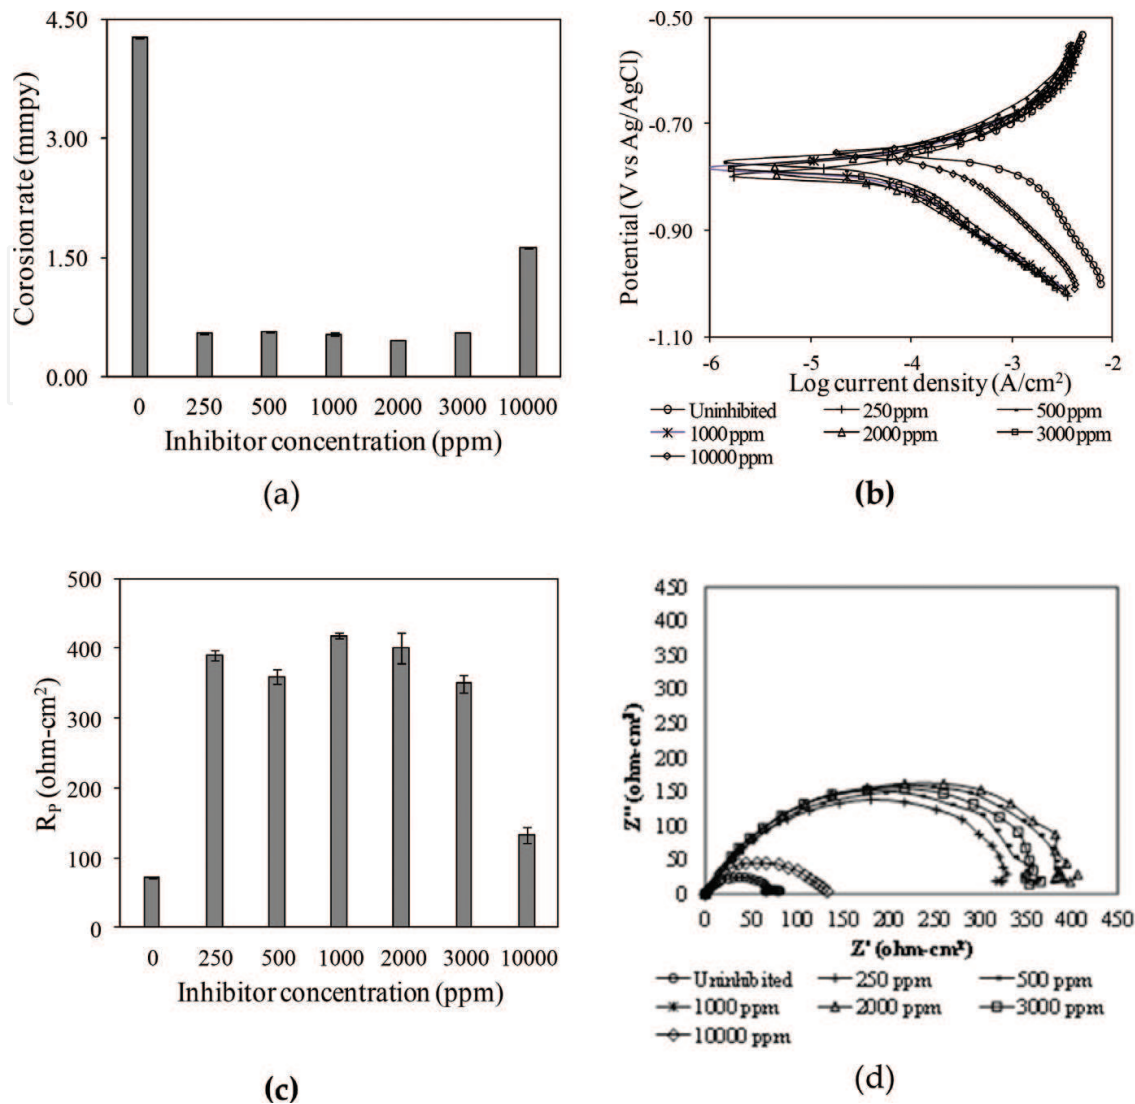 4.50
3.00
1.50
0.00
Corosion rate (mmpy)
0 250 500 1000 2000 3000 10000
Inhibitor concentration (ppm)
(a)
-0.50
-0.70
-0.90
-1.10
Potential (V vs Ag/AgCl)
-6 -5 -4 -3 -2
Log current density (A/cm²)
Uninhibited 250 ppm 500 ppm
1000 ppm 2000 ppm 3000 ppm
10000 ppm
(b)
500
400
300
200
100
0
R_P (ohm-cm²)
0 250 500 1000 2000 3000 10000
Inhibitor concentration (ppm)
(c)
450
400
350
300
250
200
150
100
50
0
Z'' (ohm-cm²)
0 50 100 150 200 250 300 350 400 450
Z' (ohm-cm²)
Uninhibited 250 ppm 500 ppm
1000 ppm 2000 ppm 3000 ppm
10000 ppm
(d)